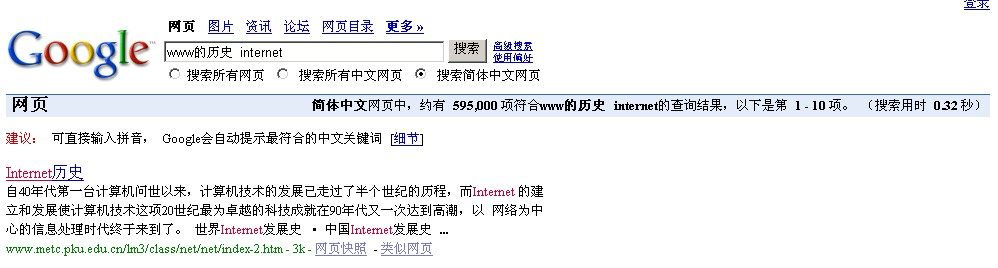 登录
网页 图片 资讯 论坛 网页目录 更多 »
Google™
www的历史 internet 搜索 高级搜索
使用偏好
搜索所有网页 搜索所有中文网页 搜索简体中文网页
网页 简体中文网页中，约有 595,000 项符合www的历史 internet的查询结果，以下是第 1 - 10 项。 （搜索用时 0.32 秒）
建议： 可直接输入拼音， Google会自动提示最符合的中文关键词 [细节]
Internet历史
自40年代第一台计算机问世以来，计算机技术的发展已走过了半个世纪的历程，而Internet 的建
立和发展使计算机技术这项20世纪最为卓越的科技成就在90年代又一次达到高潮，以 网络为中
心的信息处理时代终于来到了。 世界Internet发展史 ▪ 中国Internet发展史 ...
www.metc.pku.edu.cn/lm3/class/net/net/index-2.htm - 3k - 网页快照 - 类似网页